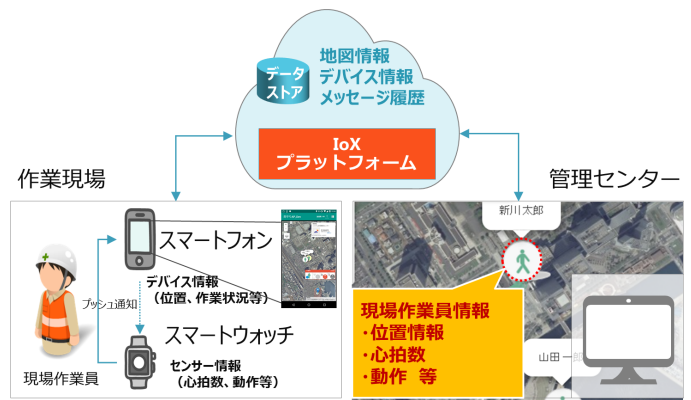 データ
ストア
地図情報
デバイス情報
メッセージ履歴
IoX
プラットフォーム
作業現場
管理センター
スマートフォン
デバイス情報
（位置、作業状況等）
プッシュ通知
スマートウォッチ
センサー情報
（心拍数、動作等）
現場作業員
新川太郎
現場作業員情報
・位置情報
・心拍数
・動作 等
山田 一郎